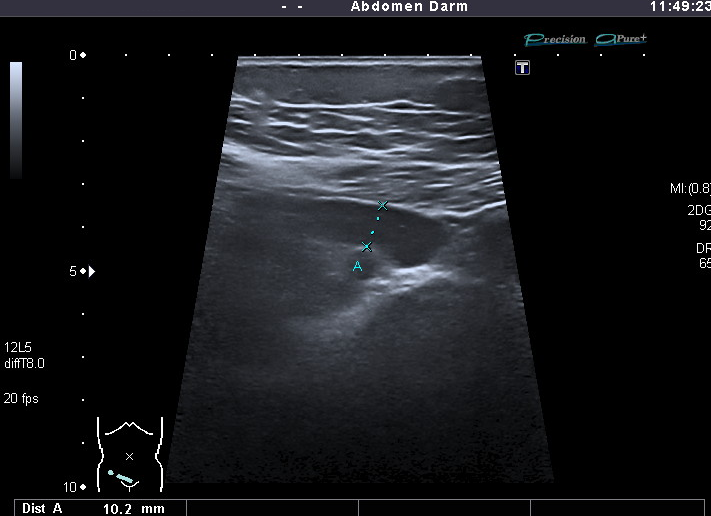 - - Abdomen Darm 11:49:23
Precision APure+
T
0
MI:(0.8
2DG
92
DR
65
A
5
12L5
diffT8.0
20 fps
10
Dist A 10.2 mm